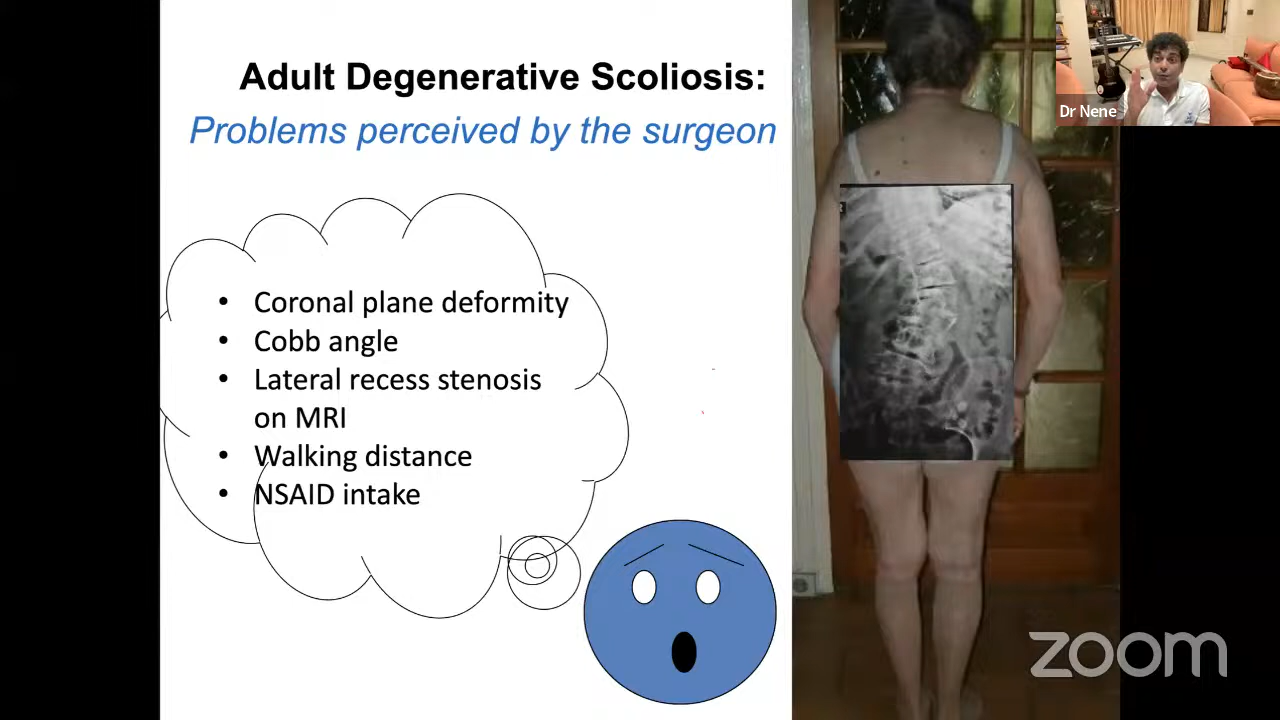 Adult Degenerative Scoliosis:
Problems perceived by the surgeon
• Coronal plane deformity
• Cobb angle
• Lateral recess stenosis
on MRI
• Walking distance
• NSAID intake
Dr Nene
zoom